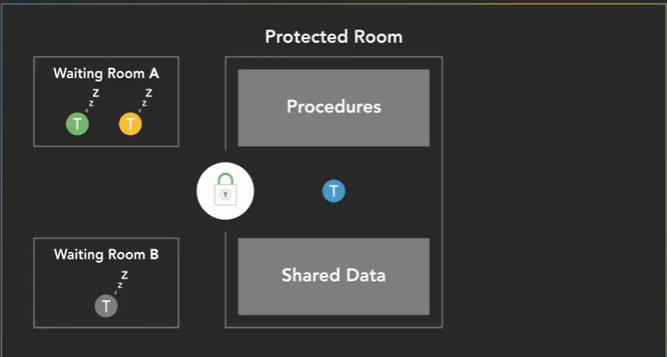 Protected Room
Waiting Room A
z
z
z
z
T
T
Procedures
T
Waiting Room B
z
z
T
Shared Data